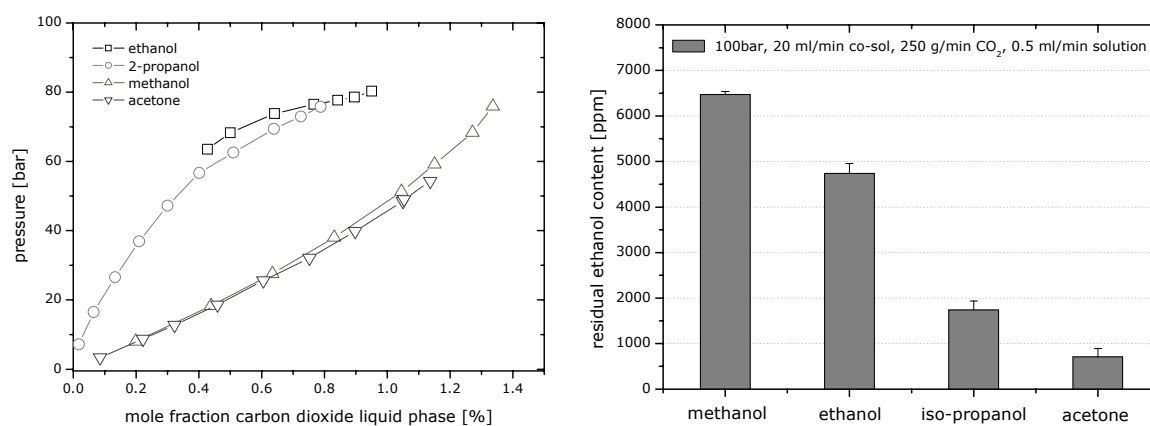 100
80
60
40
20
0
pressure [bar]
ethanol
2-propanol
methanol
acetone
0.0 0.2 0.4 0.6 0.8 1.0 1.2 1.4
mole fraction carbon dioxide liquid phase [%]
8000
7000
6000
5000
4000
3000
2000
1000
0
residual ethanol content [ppm]
100bar, 20 ml/min co-sol, 250 g/min CO₂, 0.5 ml/min solution
methanol ethanol iso-propanol acetone